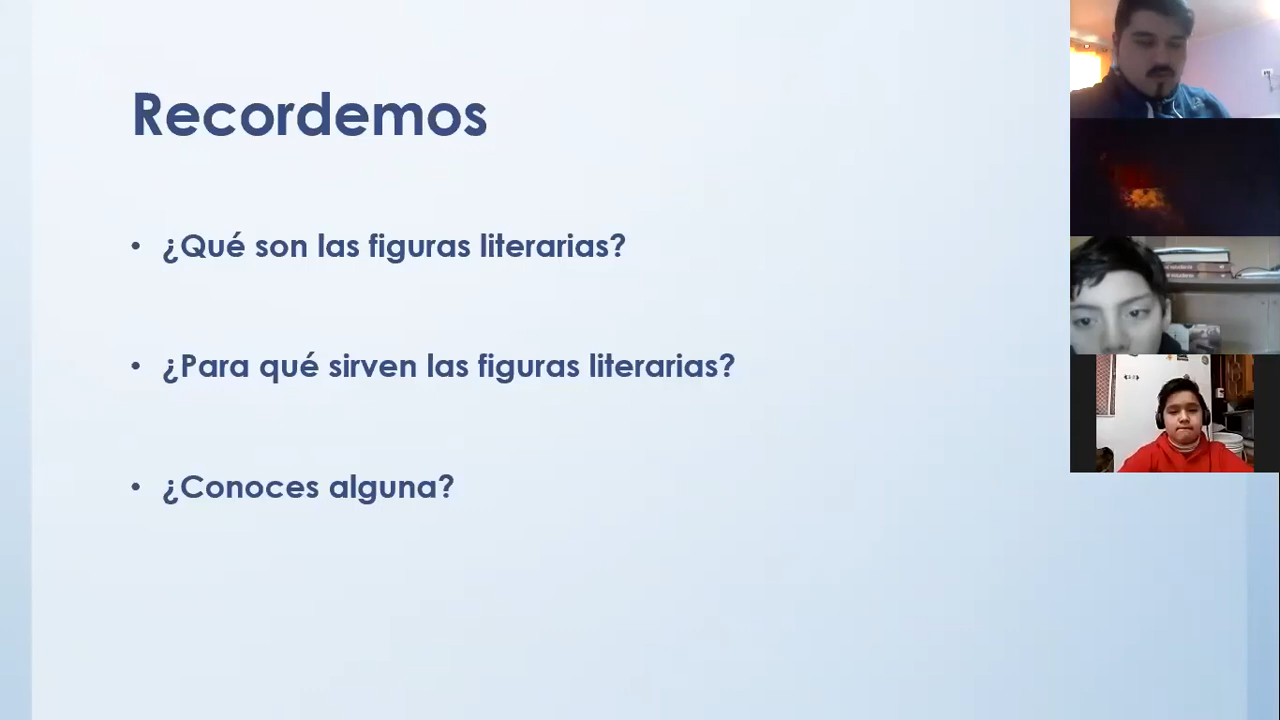 Recordemos
• ¿Qué son las figuras literarias?
• ¿Para qué sirven las figuras literarias?
• ¿Conoces alguna?